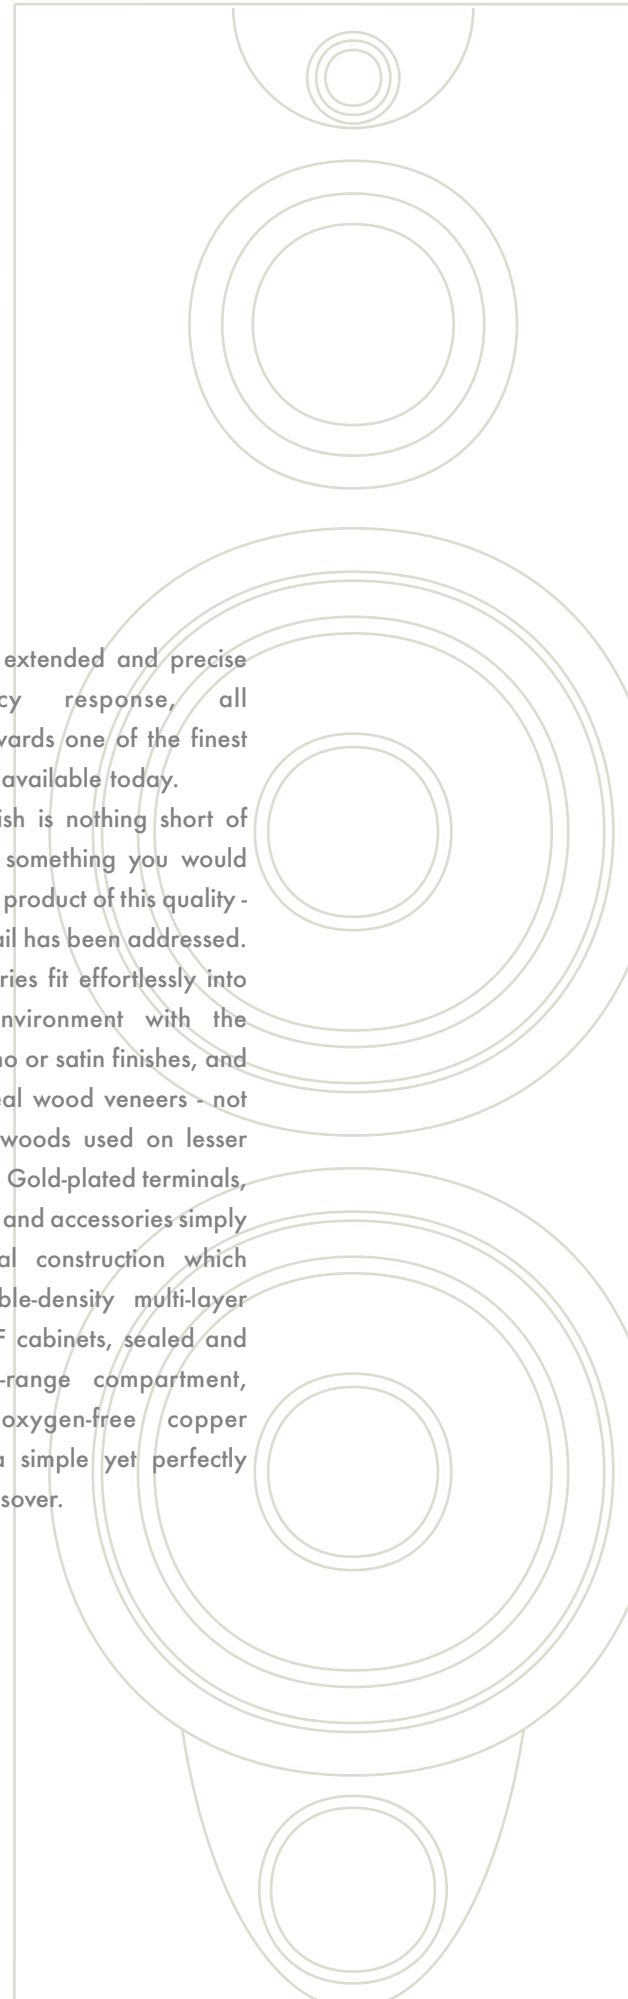 extended and precise
cy response, all
wards one of the finest
available today.
ish is nothing short of
something you would
product of this quality -
ail has been addressed.
ries fit effortlessly into
nvironment with the
no or satin finishes, and
eal wood veneers - not
woods used on lesser
Gold-plated terminals,
and accessories simply
al construction which
ble-density multi-layer
F cabinets, sealed and
-range compartment,
oxygen-free copper
a simple yet perfectly
sover.